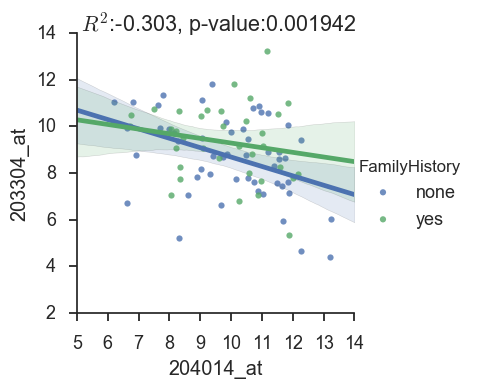 R²:-0.303, p-value:0.001942
14
12
10
8
6
4
2
203304_at
5 6 7 8 9 10 11 12 13 14
204014_at
FamilyHistory
none
yes